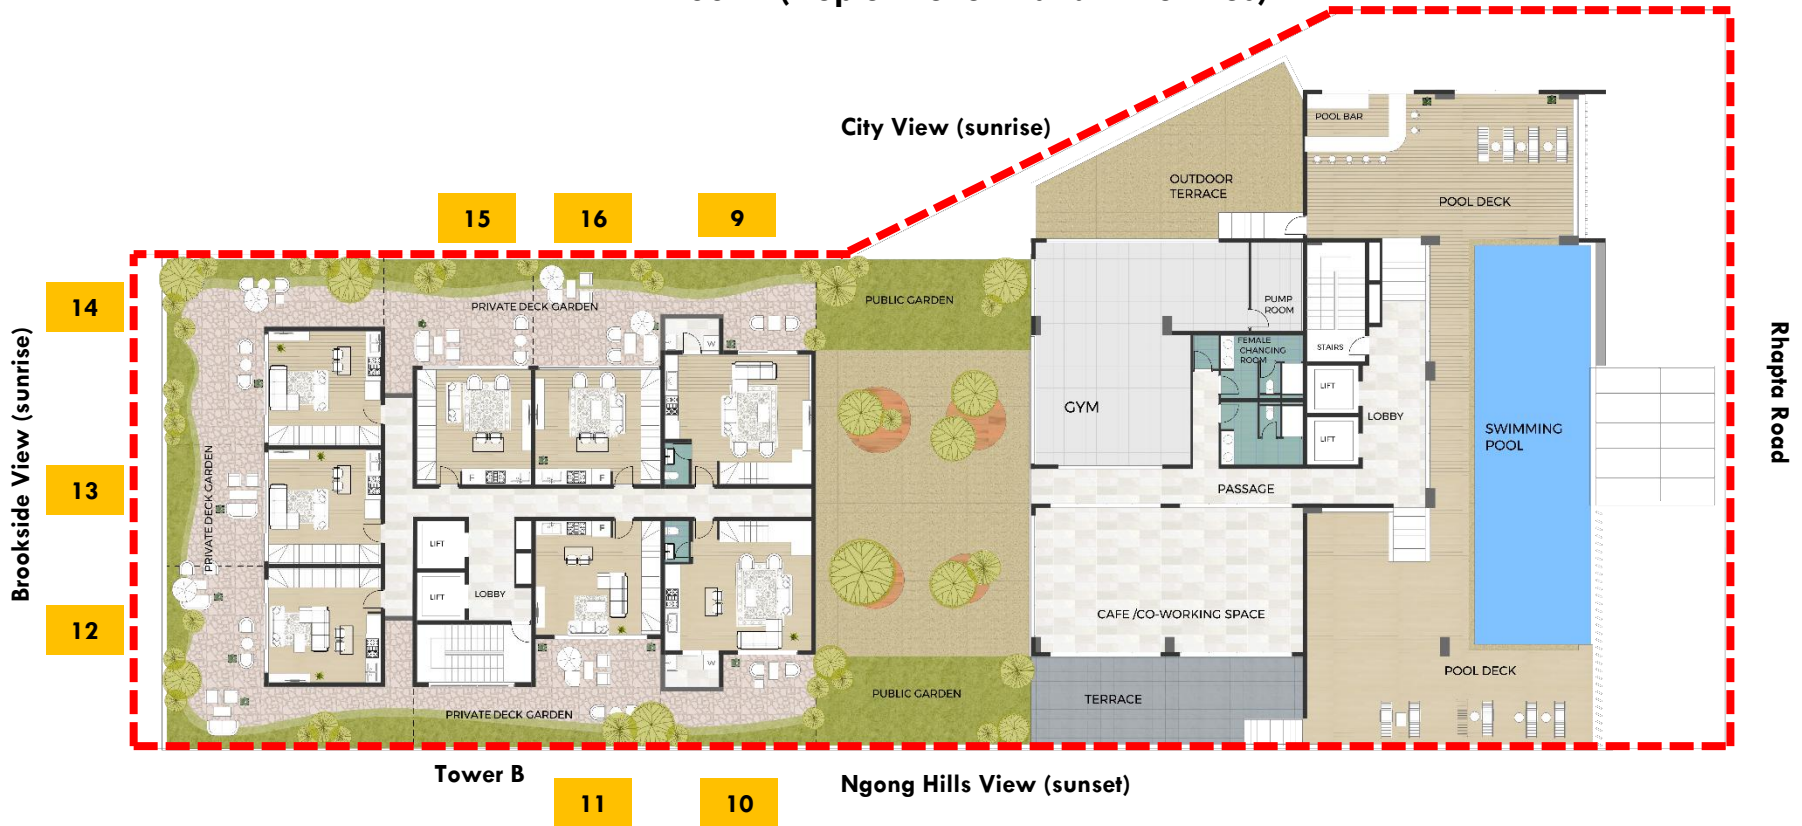 City View (sunrise)
POOL BAR
OUTDOOR
TERRACE
POOL DECK
15
16
9
14
PRIVATE DECK GARDEN
PUBLIC GARDEN
PUMP
ROOM
W
FEMALE
CHANCING
ROOM
STAIRS
LIFT
LIFT
LOBBY
GYM
SWIMMING
POOL
Rhapta Road
Brookside View (sunrise)
13
PRIVATE DECK GARDEN
F
F
PASSAGE
LIFT
LIFT
LOBBY
F
12
CAFE /CO-WORKING SPACE
W
POOL DECK
PUBLIC GARDEN
TERRACE
PRIVATE DECK GARDEN
Tower B
Ngong Hills View (sunset)
11
10